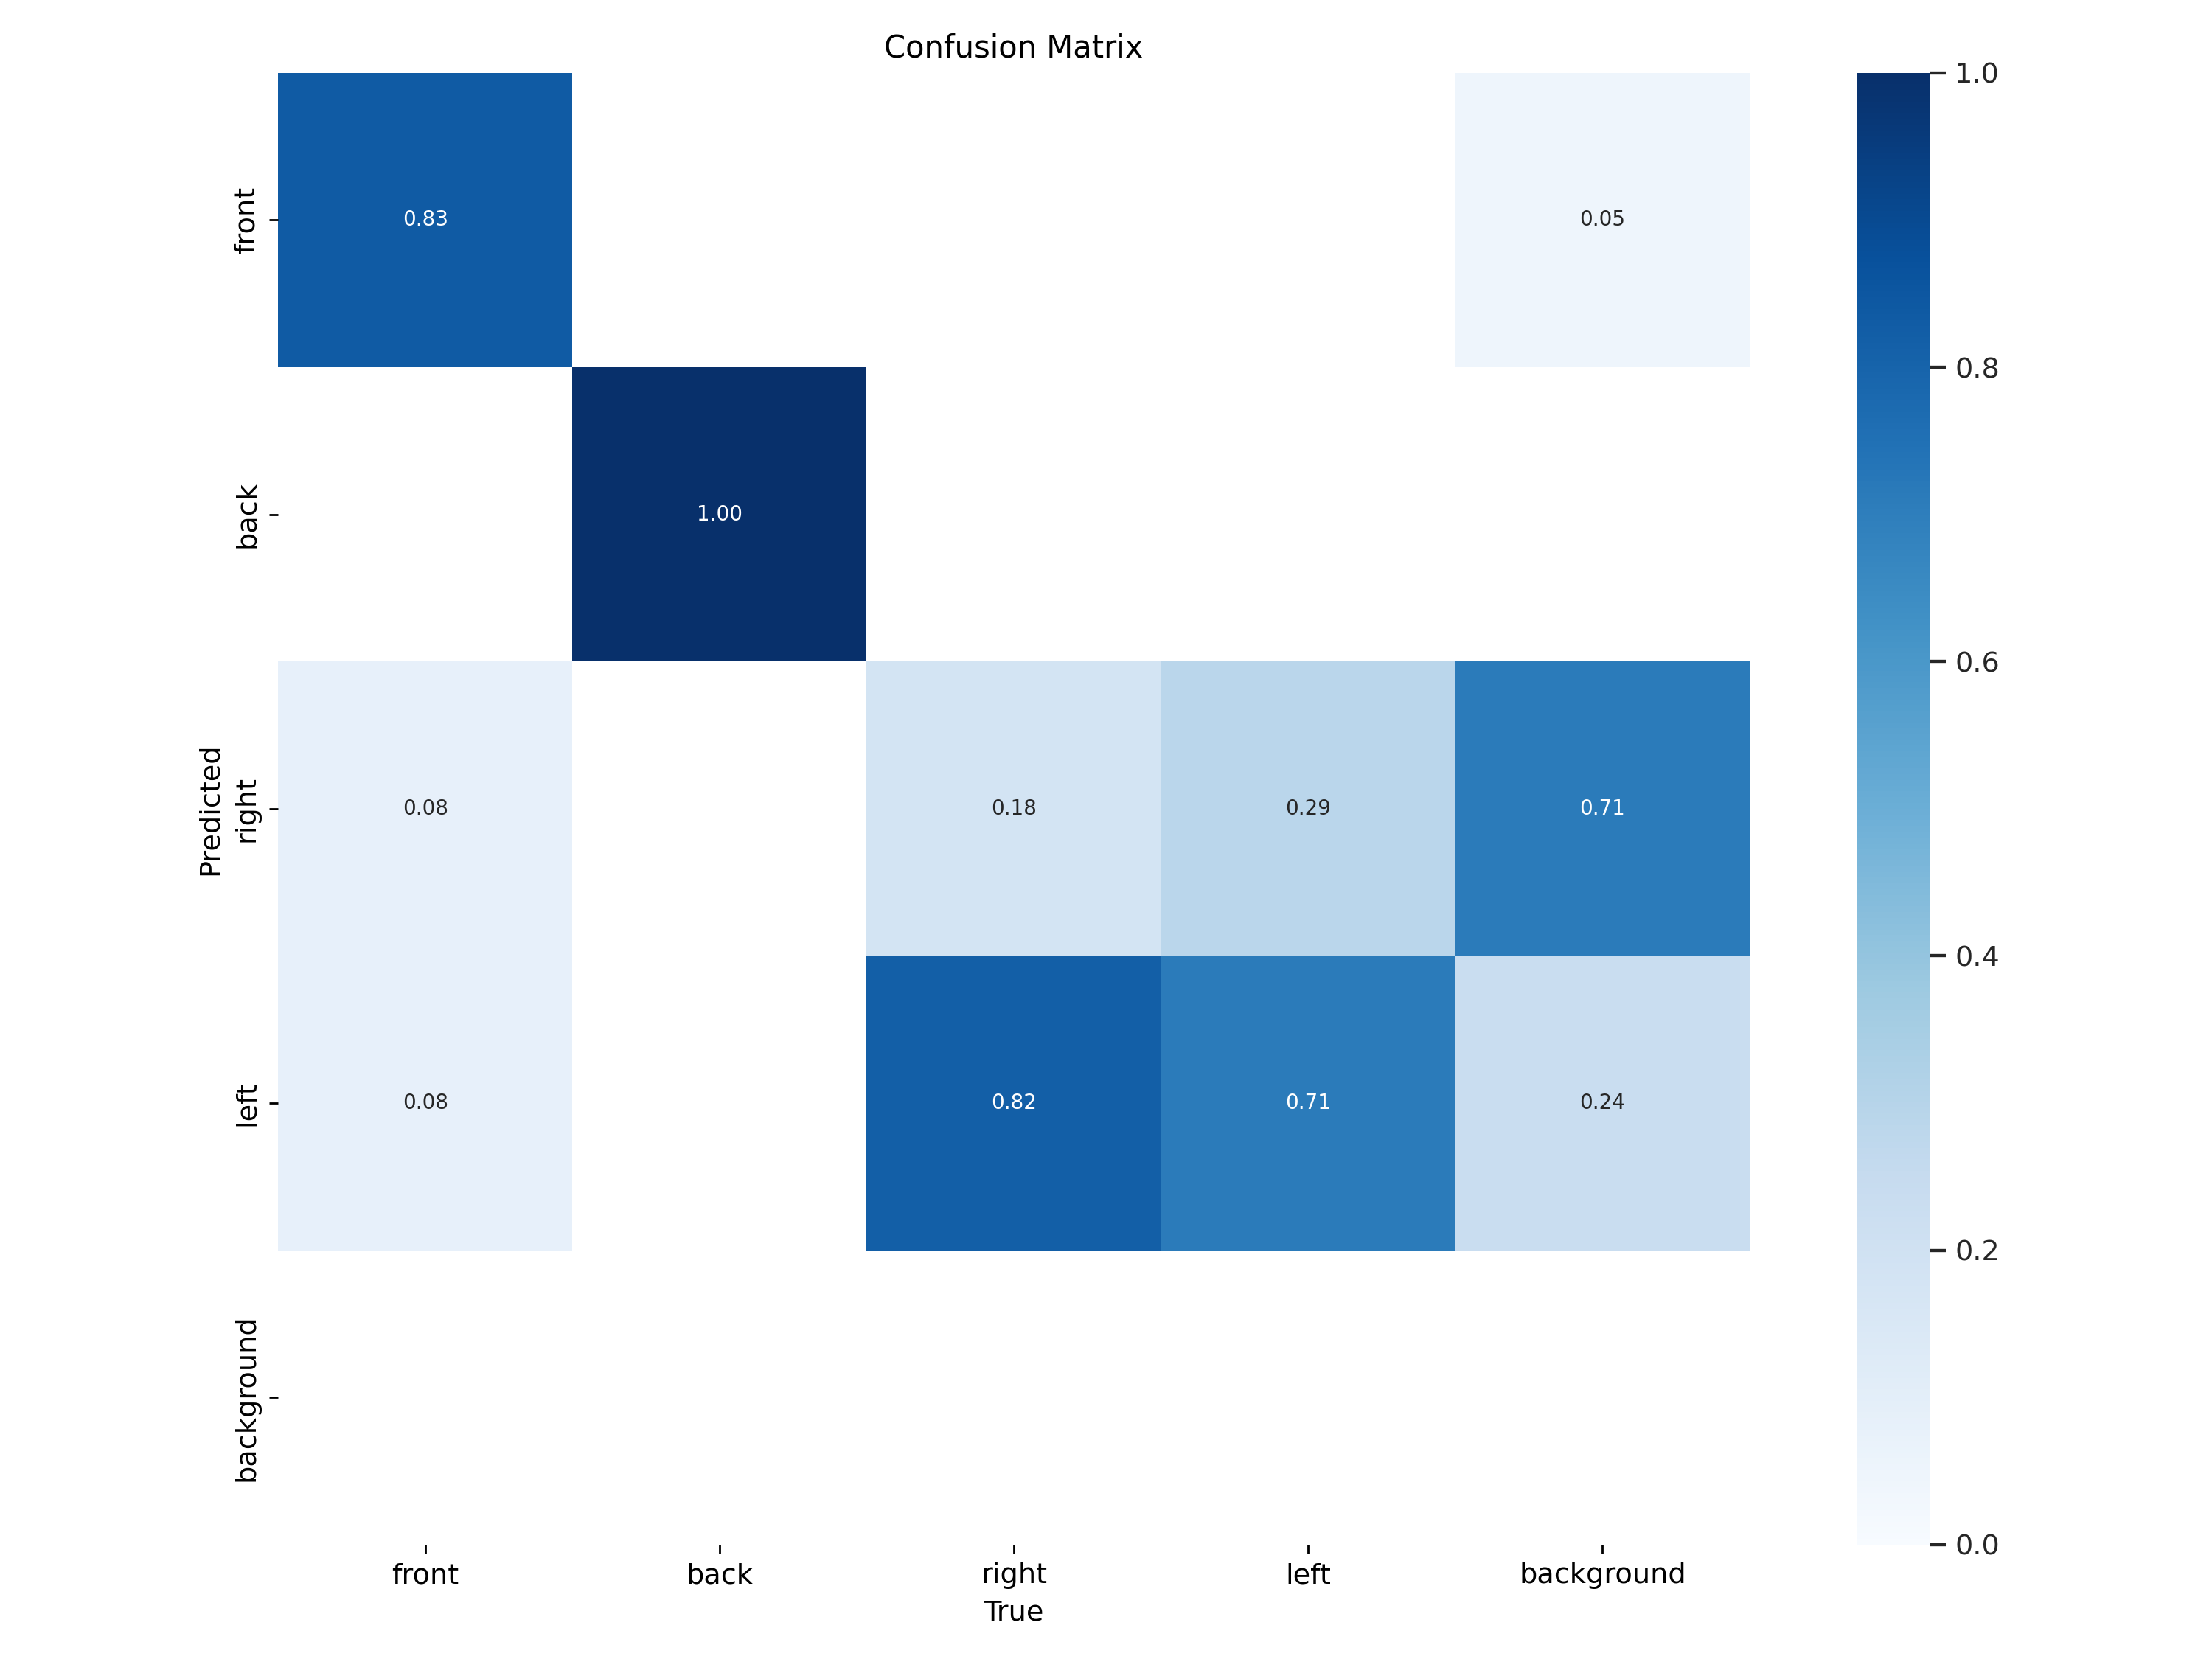 Confusion Matrix
front
back
right
left
background
Predicted
0.83
0.05
1.00
0.08
0.18
0.29
0.71
0.08
0.82
0.71
0.24
front
back
right
left
background
True
1.0
0.8
0.6
0.4
0.2
0.0